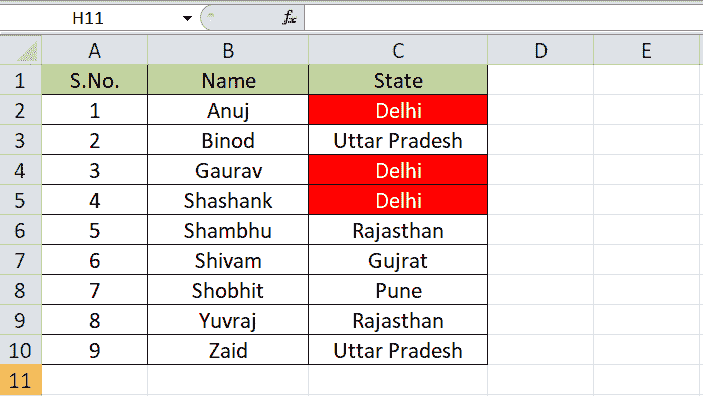 H11 fx
A B C D E
1 S.No. Name State
2 1 Anuj Delhi
3 2 Binod Uttar Pradesh
4 3 Gaurav Delhi
5 4 Shashank Delhi
6 5 Shambhu Rajasthan
7 6 Shivam Gujrat
8 7 Shobhit Pune
9 8 Yuvraj Rajasthan
10 9 Zaid Uttar Pradesh
11